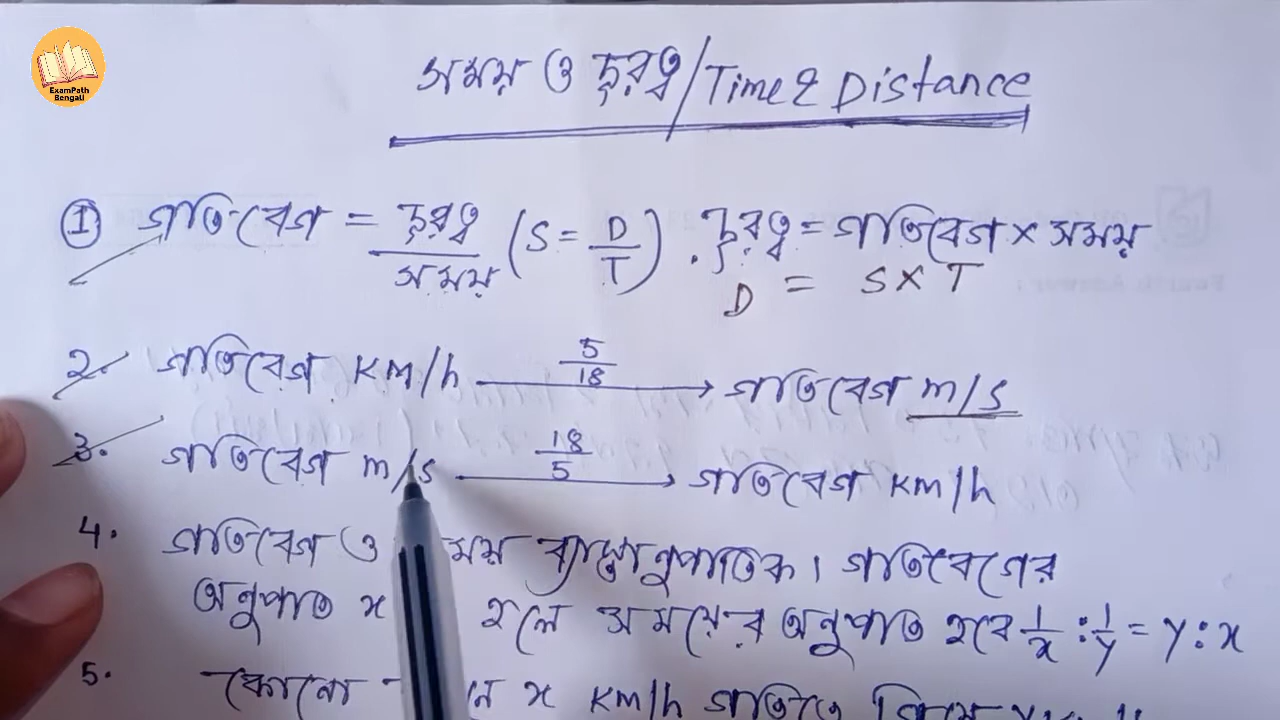 ExamPath
Bengali
সময় ও দূরত্ব/Time & Distance
① গতিবেগ = দূরত্ব/সময় (S = D/T). দূরত্ব = গতিবেগ × সময়
D = S × T
২. গতিবেগ KM/h 5/18 → গতিবেগ m/s
3. গতিবেগ m/s 18/5 → গতিবেগ KM/h
4. গতিবেগ ও সময় ব্যাস্তানুপাতিক। গতিবেগের
অনুপাত x হলে সময়ের অনুপাত হবে 1/x : 1/y = y : x
5. কোনো x KM/h গতিতে